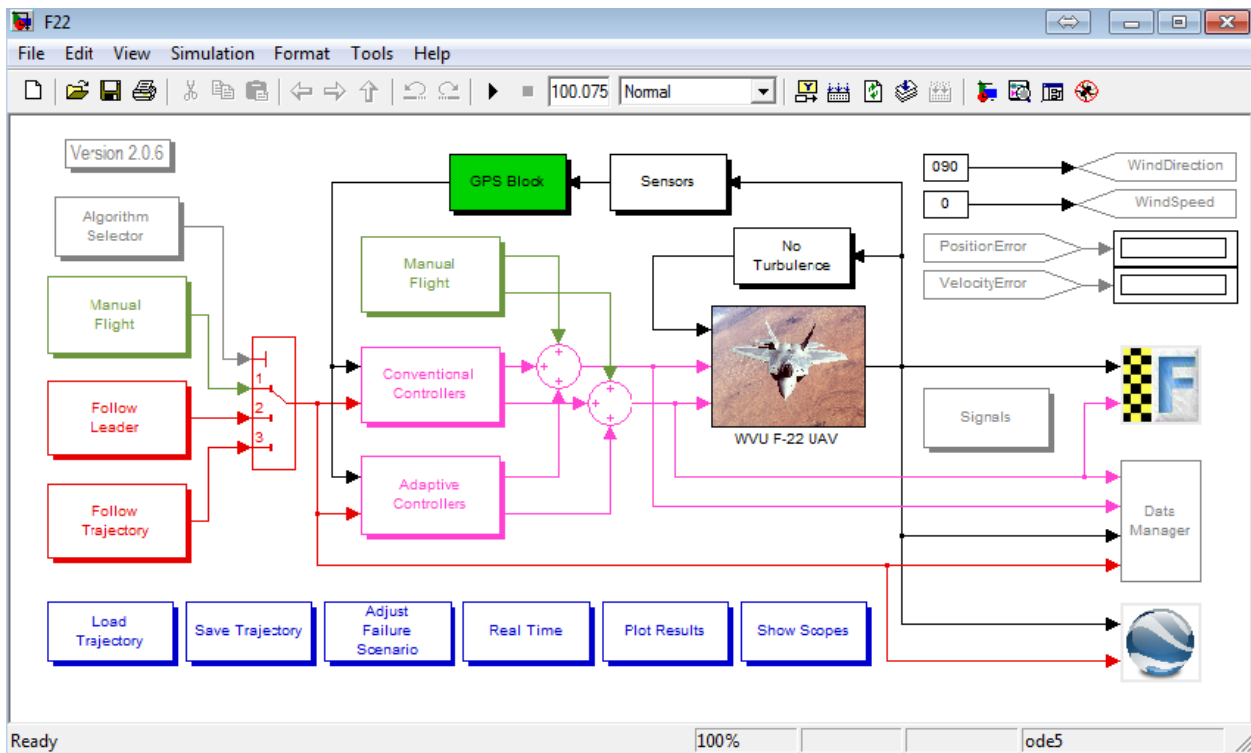 F22
File Edit View Simulation Format Tools Help
100.075 Normal
Version 2.0.6
Algorithm
Selector
Manual
Flight
Follow
Leader
Follow
Trajectory
1
2
3
GPS Block
Sensors
Manual
Flight
No
Turbulence
Conventional
Controllers
Adaptive
Controllers
WVU F-22 UAV
090
WindDirection
0
WindSpeed
PositionError
VelocityError
Signals
F
Data
Manager
Load
Trajectory
Save Trajectory
Adjust
Failure
Scenario
Real Time
Plot Results
Show Scopes
Ready 100% ode5